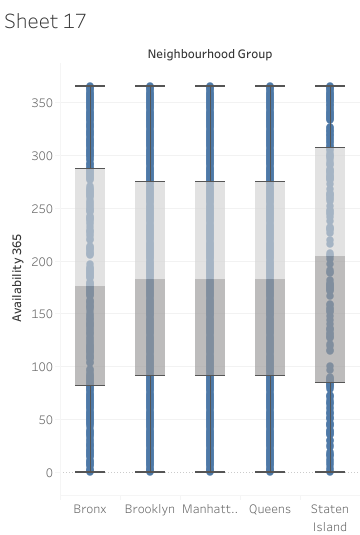 Sheet 17
Neighbourhood Group
Availability 365
350
300
250
200
150
100
50
0
Bronx Brooklyn Manhatt.. Queens Staten
Island